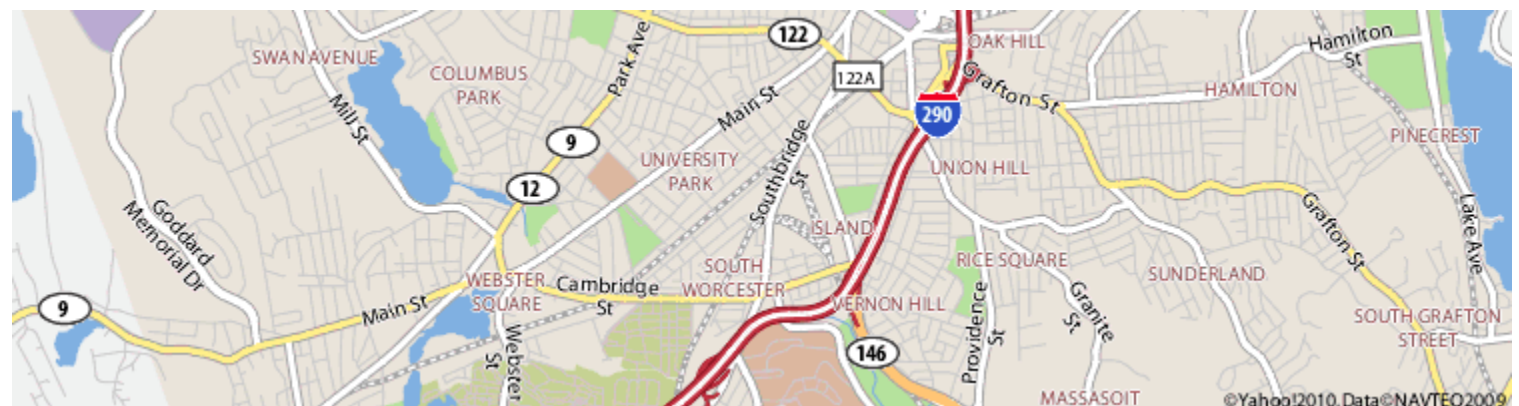 122
OAK HILL
Hamilton
St
SWAN AVENUE
COLUMBUS
PARK
Park Ave
122A
Grafton St
HAMILTON
Mill St
Main St
290
PINECREST
9
UNIVERSITY
PARK
Southbridge
St
UNION HILL
12
Goddard
Memorial Dr
ISLAND
Grafton St
Lake Ave
WEBSTER
SQUARE
Cambridge
St
SOUTH
WORCESTER
RICE SQUARE
SUNDERLAND
9
Main St
VERNON HILL
Providence
St
Granite
St
SOUTH GRAFTON
STREET
Webster
St
146
MASSASOIT
©Yahoo!2010, Data©NAVTEQ2009